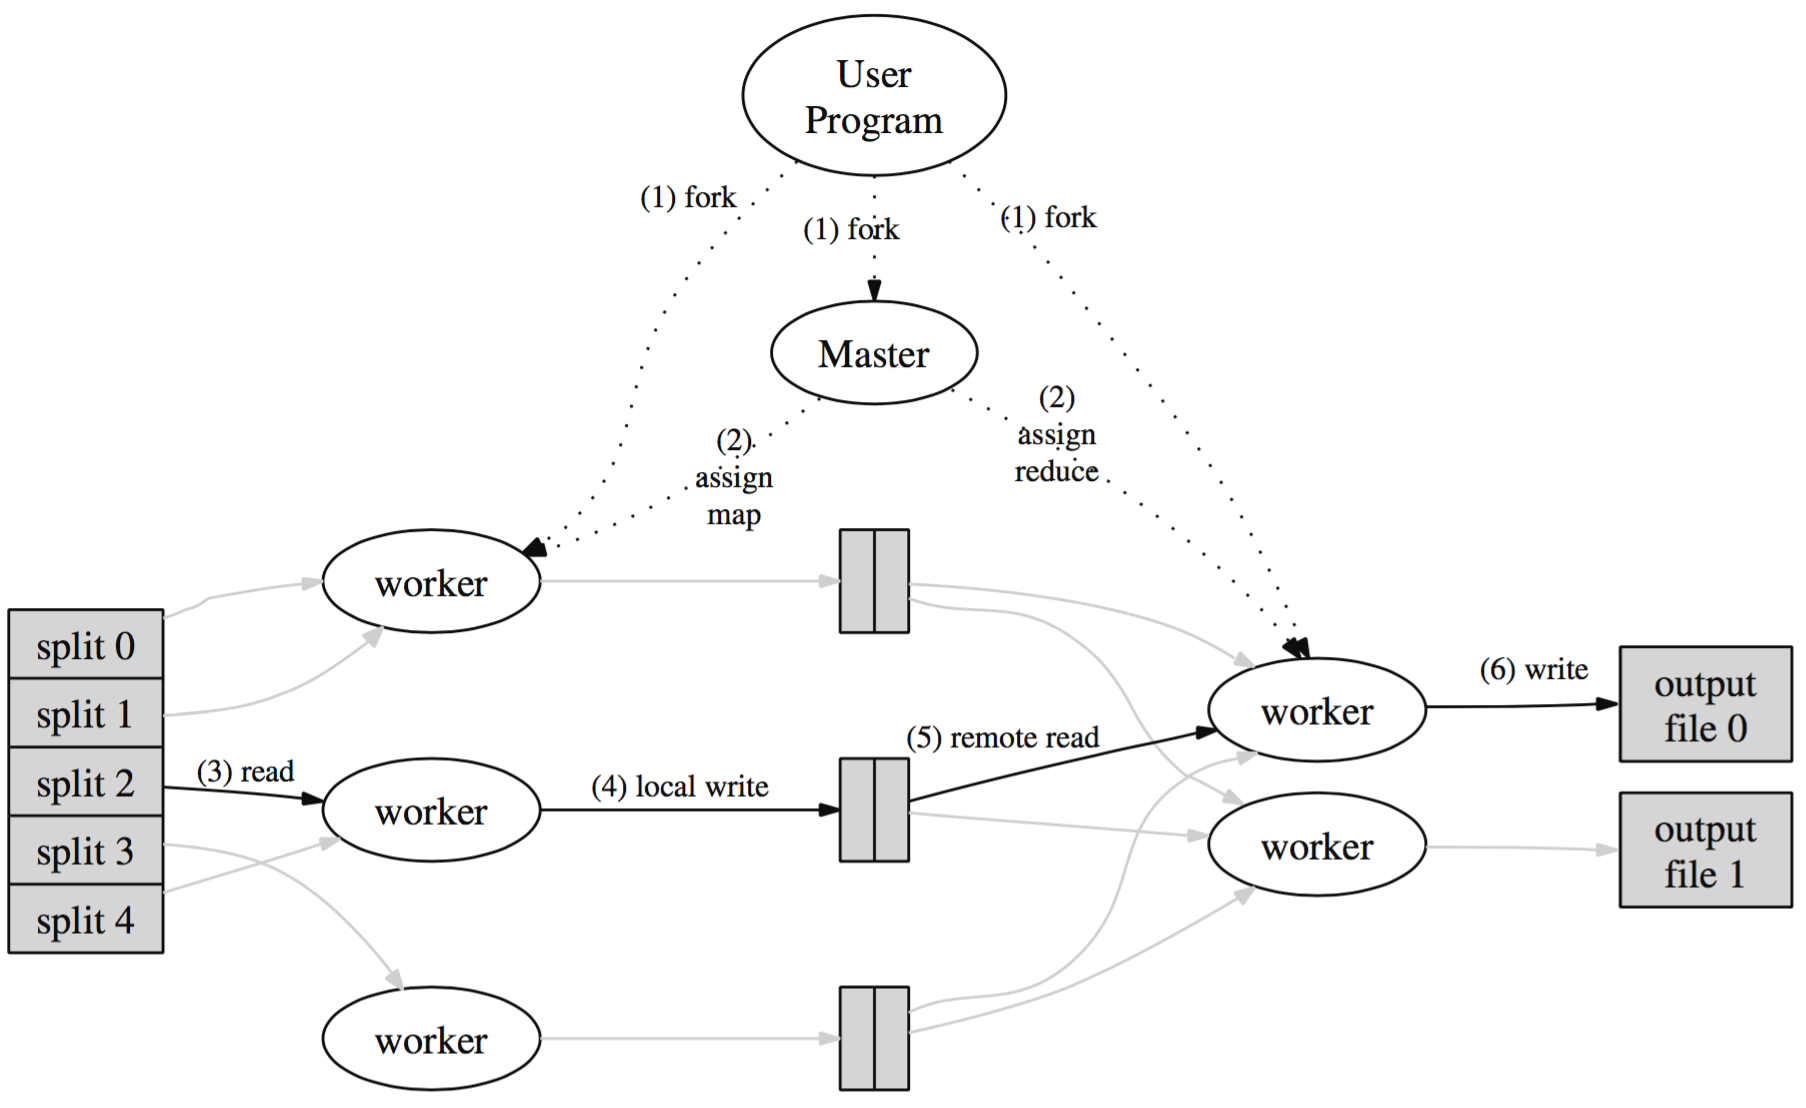 User
Program
(1) fork
(1) fork
(1) fork
Master
(2)
assign
map
(2)
assign
reduce
worker
split 0
split 1
split 2
split 3
split 4
(3) read
worker
(4) local write
(5) remote read
worker
(6) write
output
file 0
worker
output
file 1
worker